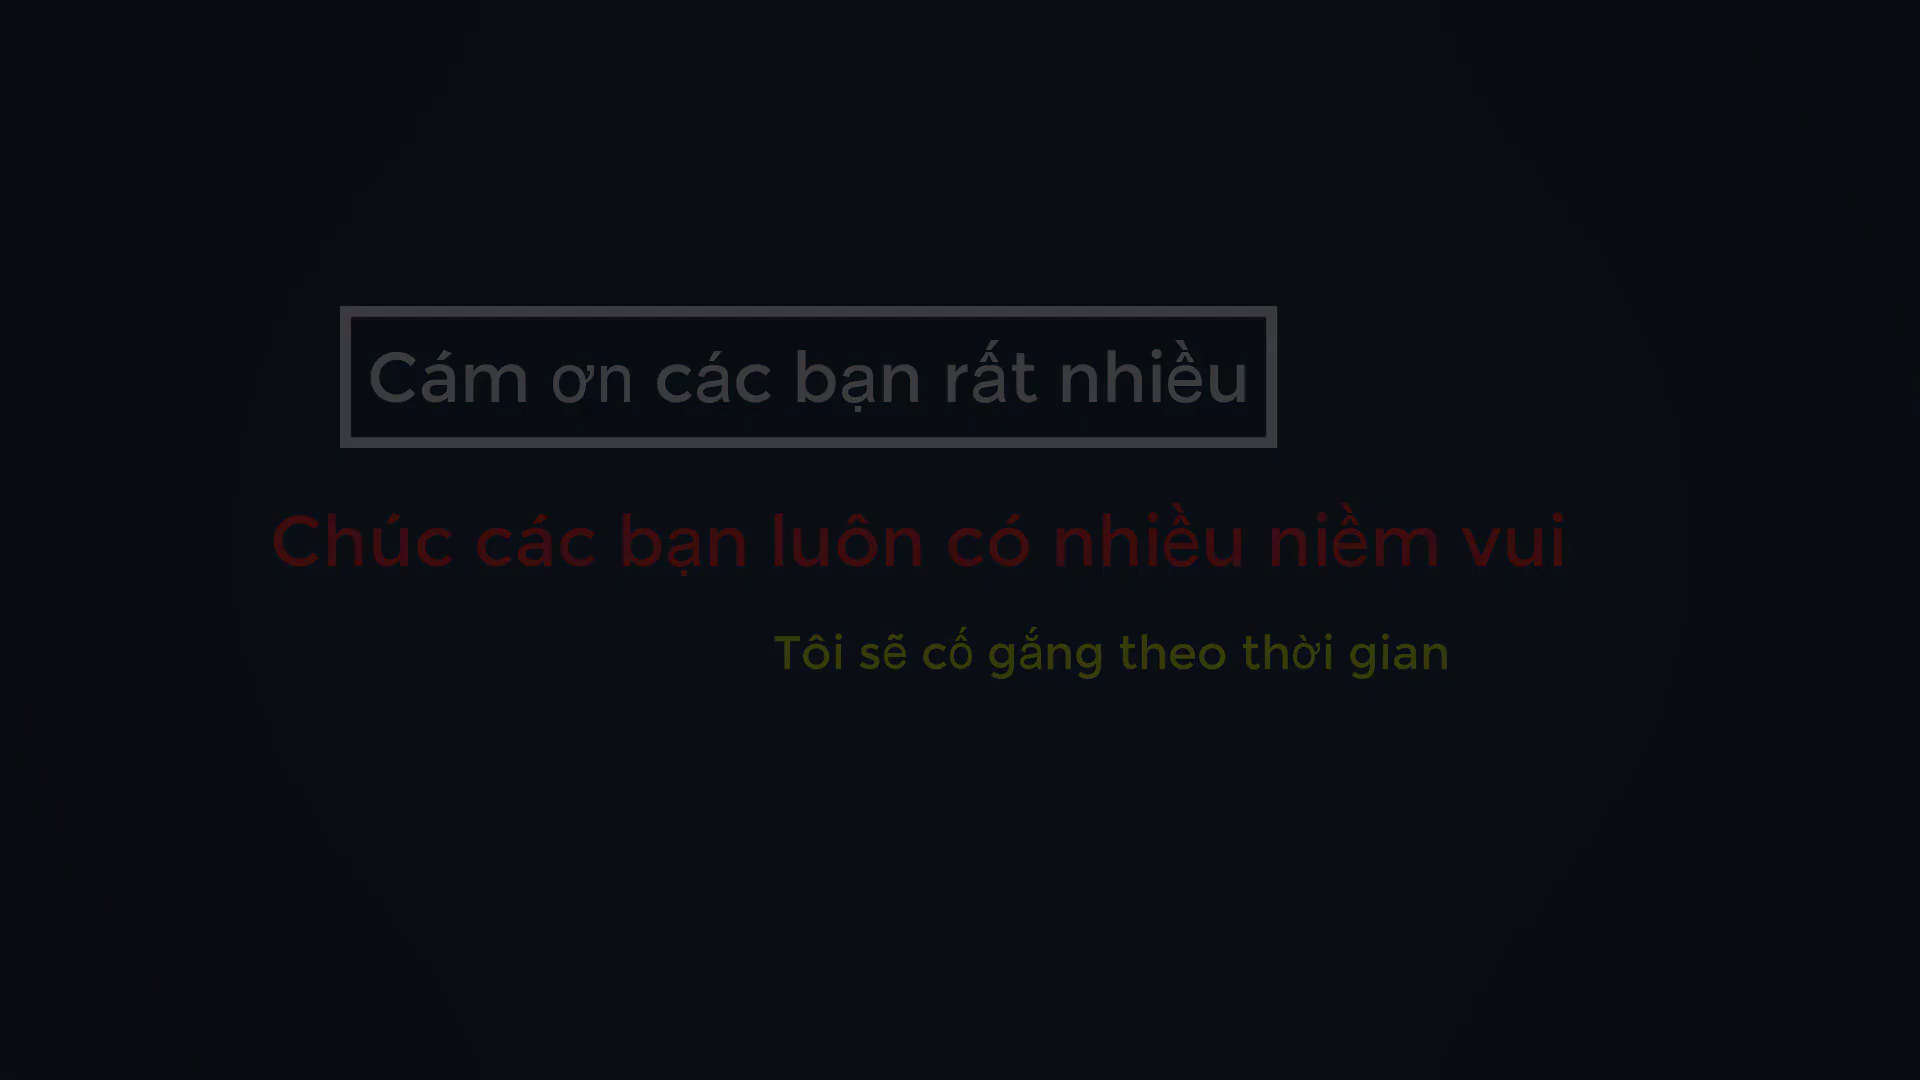 Cám ơn các bạn rất nhiều
Chúc các bạn luôn có nhiều niềm vui
Tôi sẽ cố gắng theo thời gian